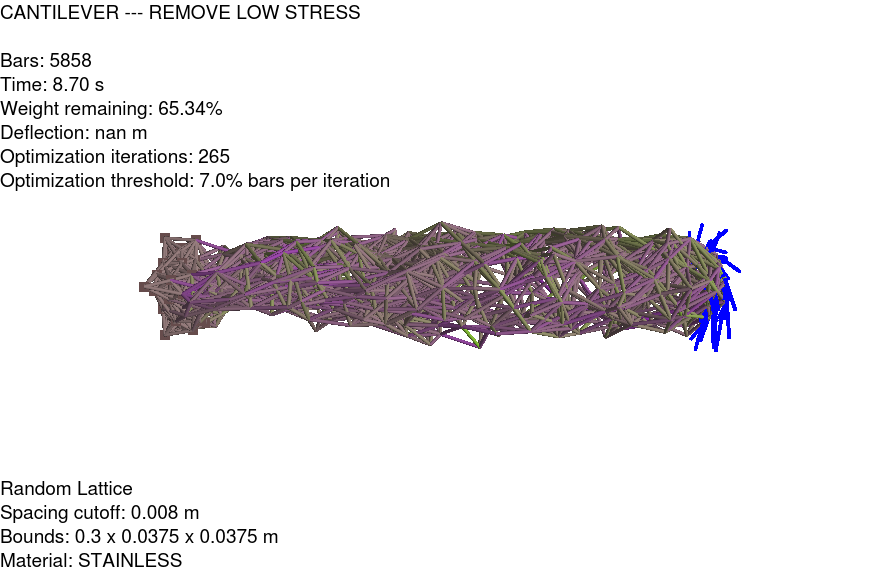 CANTILEVER --- REMOVE LOW STRESS
Bars: 5858
Time: 8.70 s
Weight remaining: 65.34%
Deflection: nan m
Optimization iterations: 265
Optimization threshold: 7.0% bars per iteration
Random Lattice
Spacing cutoff: 0.008 m
Bounds: 0.3 x 0.0375 x 0.0375 m
Material: STAINLESS